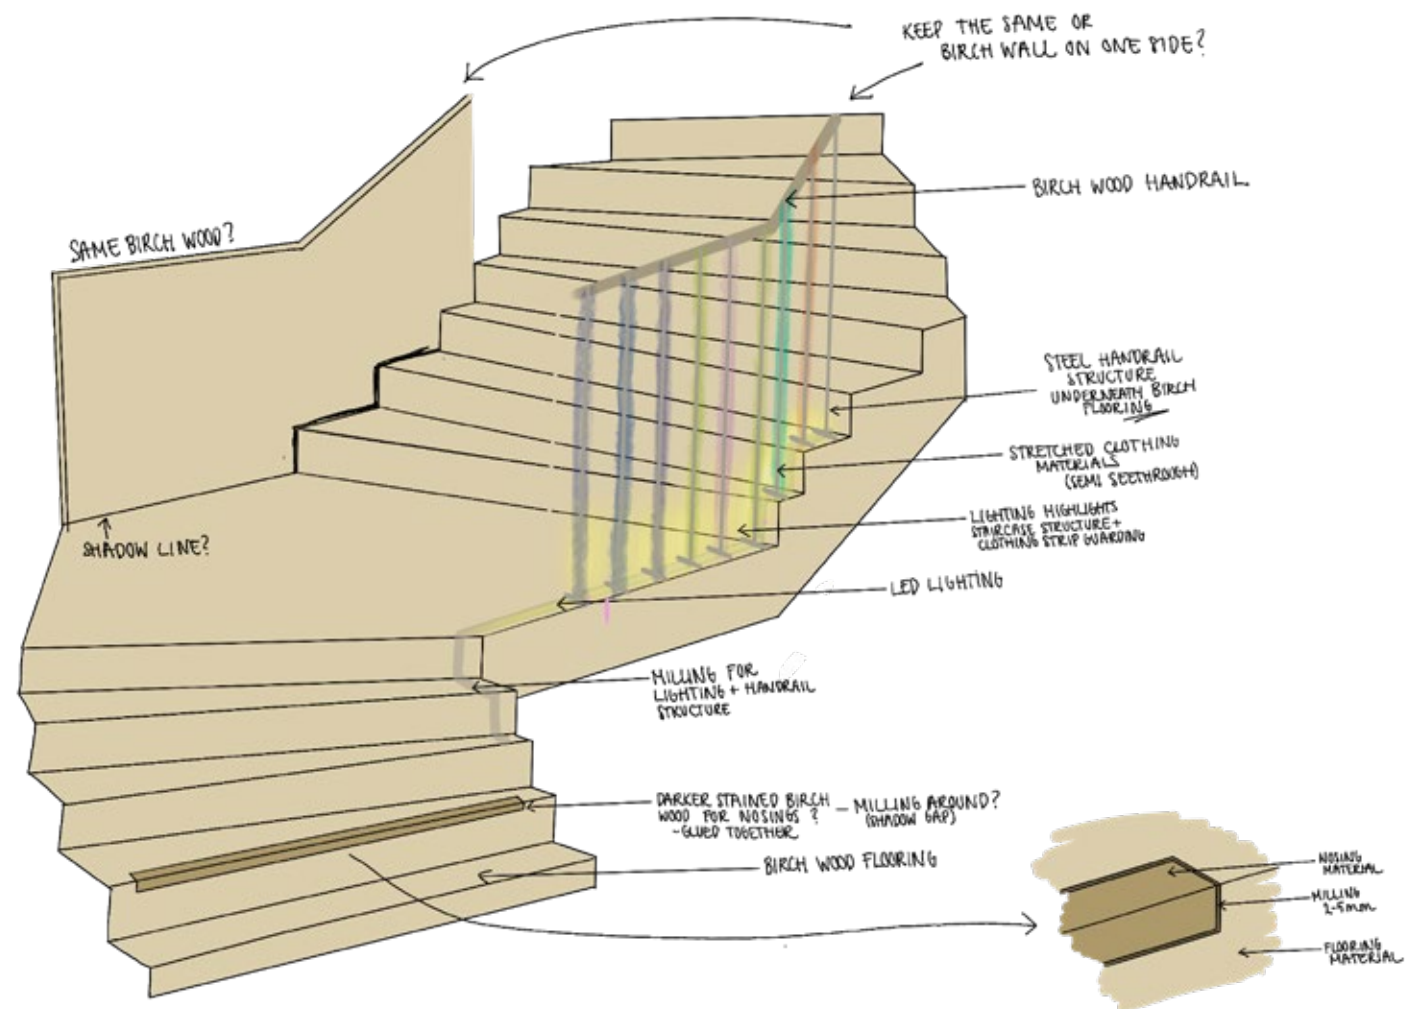 KEEP THE SAME OR
BIRCH WALL ON ONE SIDE?
BIRCH WOOD HANDRAIL
SAME BIRCH WOOD?
STEEL HANDRAIL
STRUCTURE
UNDERNEATH BIRCH
FLOORING
STRETCHED CLOTHING
MATERIALS
(SEMI SEETHROUGH)
LIGHTING HIGHLIGHTS
STAIRCASE STRUCTURE +
CLOTHING STRIP GUARDING
SHADOW LINE?
LED LIGHTING
MILLING FOR
LIGHTING + HANDRAIL
STRUCTURE
DARKER STAINED BIRCH
WOOD FOR NOSINGS?
- GLUED TOGETHER
- MILLING AROUND?
(SHADOW GAP)
BIRCH WOOD FLOORING
NOSING
MATERIAL
MILLING
2-5mm
FLOORING
MATERIAL